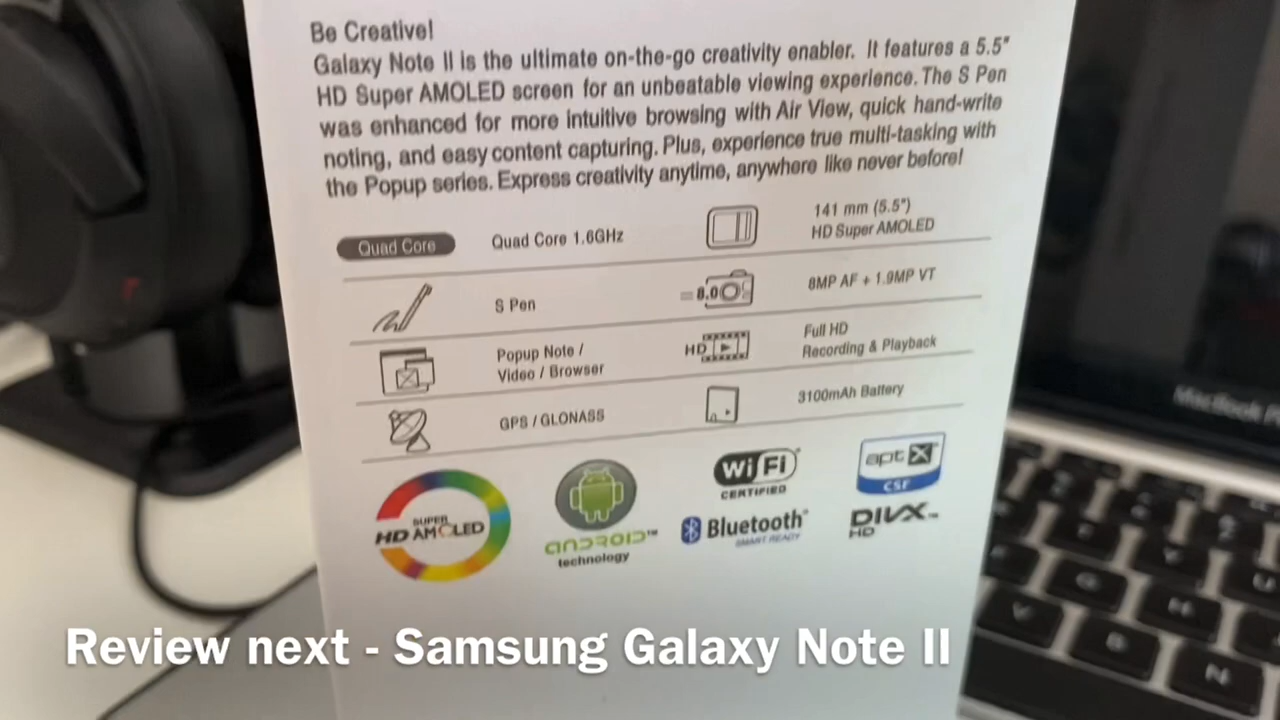 Be Creative!
Galaxy Note II is the ultimate on-the-go creativity enabler. It features a 5.5"
HD Super AMOLED screen for an unbeatable viewing experience. The S Pen
was enhanced for more intuitive browsing with Air View, quick hand-write
noting, and easy content capturing. Plus, experience true multi-tasking with
the Popup series. Express creativity anytime, anywhere like never before!
Quad Core
Quad Core 1.6GHz
141 mm (5.5")
HD Super AMOLED
S Pen
8.0
8MP AF + 1.9MP VT
Popup Note /
Video / Browser
HD
Full HD
Recording & Playback
GPS / GLONASS
3100mAh Battery
SUPER
HD AMOLED
ANDROID™
technology
Wi Fi®
CERTIFIED
Bluetooth®
SMART READY
aptX
CSR
DIVX™
HD
MacBook
V
B
N
G
H
F
T
Y
U
Review next - Samsung Galaxy Note II